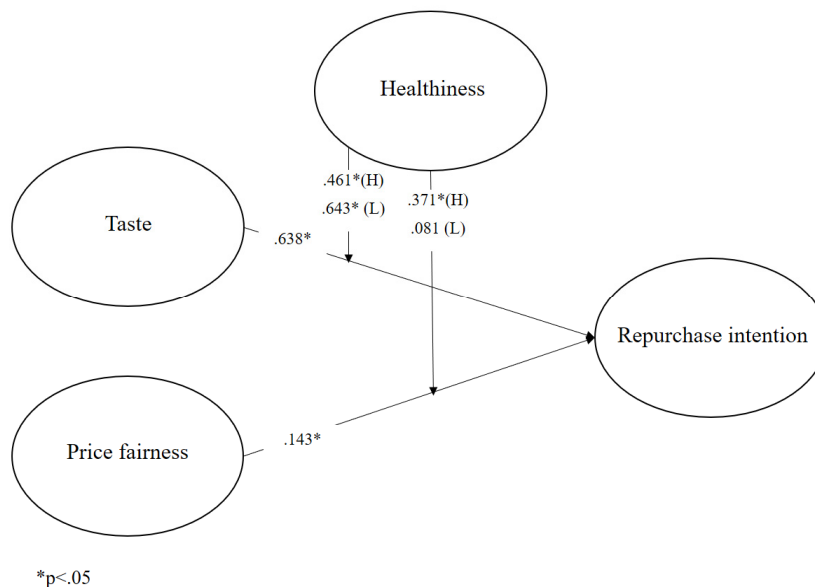 Healthiness
.461*(H)
.643* (L)
.371*(H)
.081 (L)
Taste
.638*
Repurchase intention
Price fairness
.143*
*p<.05